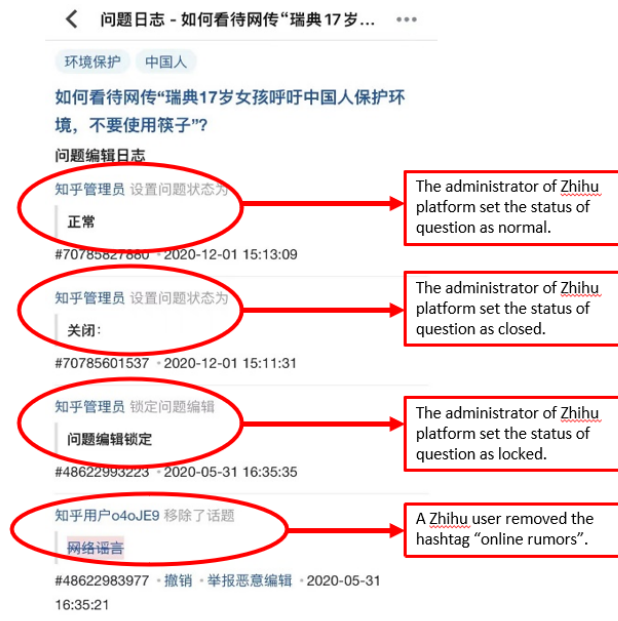 问题日志 - 如何看待网传“瑞典17岁...
环境保护 中国人
如何看待网传“瑞典17岁女孩呼吁中国人保护环
境，不要使用筷子”?
问题编辑日志
知乎管理员 设置问题状态为
正常
#70785827880 · 2020-12-01 15:13:09
The administrator of Zhihu
platform set the status of
question as normal.
知乎管理员 设置问题状态为
关闭：
#70785601537 · 2020-12-01 15:11:31
The administrator of Zhihu
platform set the status of
question as closed.
知乎管理员 锁定问题编辑
问题编辑锁定
#48622993223 · 2020-05-31 16:35:35
The administrator of Zhihu
platform set the status of
question as locked.
知乎用户o4oJE9 移除了话题
网络谣言
#48622983977 · 撤销 · 举报恶意编辑 · 2020-05-31
16:35:21
A Zhihu user removed the
hashtag “online rumors”.